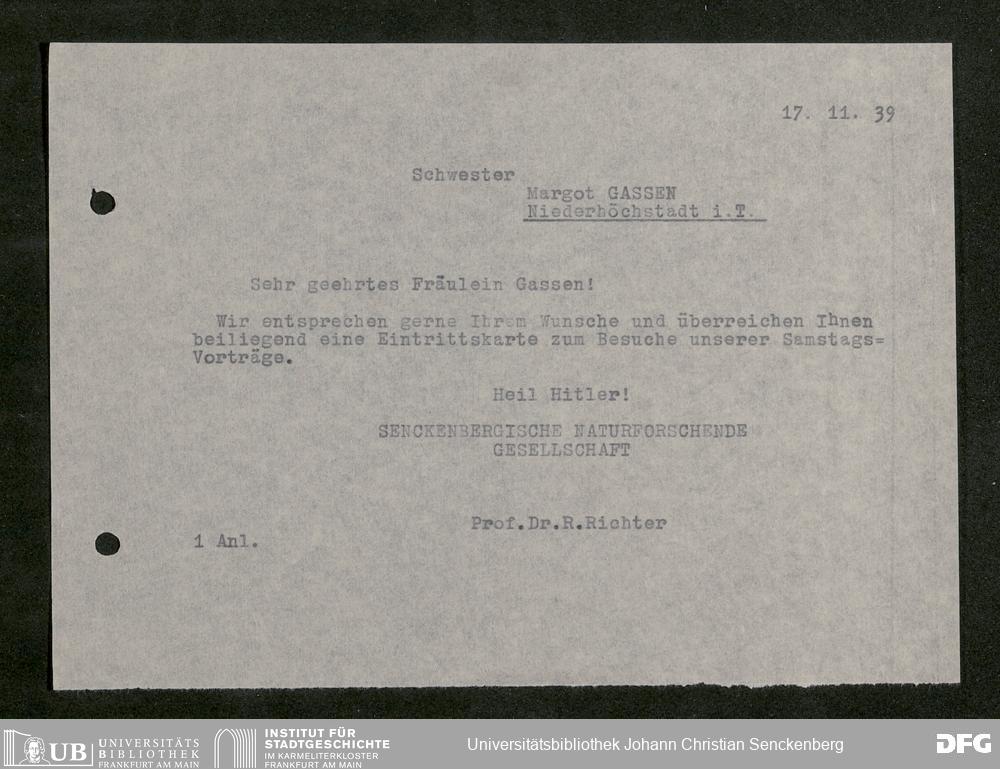 17. 11. 39
Schwester
Margot GASSEN
Niederhöchstadt i.T.
Sehr geehrtes Fräulein Gassen!
Wir entsprechen gerne Ihrem Wunsche und überreichen Ihnen
beiliegend eine Eintrittskarte zum Besuche unserer Samstags=
Vorträge.
Heil Hitler!
SENCKENBERGISCHE NATURFORSCHENDE
GESELLSCHAFT
Prof.Dr.R.Richter
1 Anl.
UB UNIVERSITÄTS
BIBLIOTHEK
FRANKFURT AM MAIN
INSTITUT FÜR
STADTGESCHICHTE
IM KARMELITERKLOSTER
FRANKFURT AM MAIN
Universitätsbibliothek Johann Christian Senckenberg
DFG